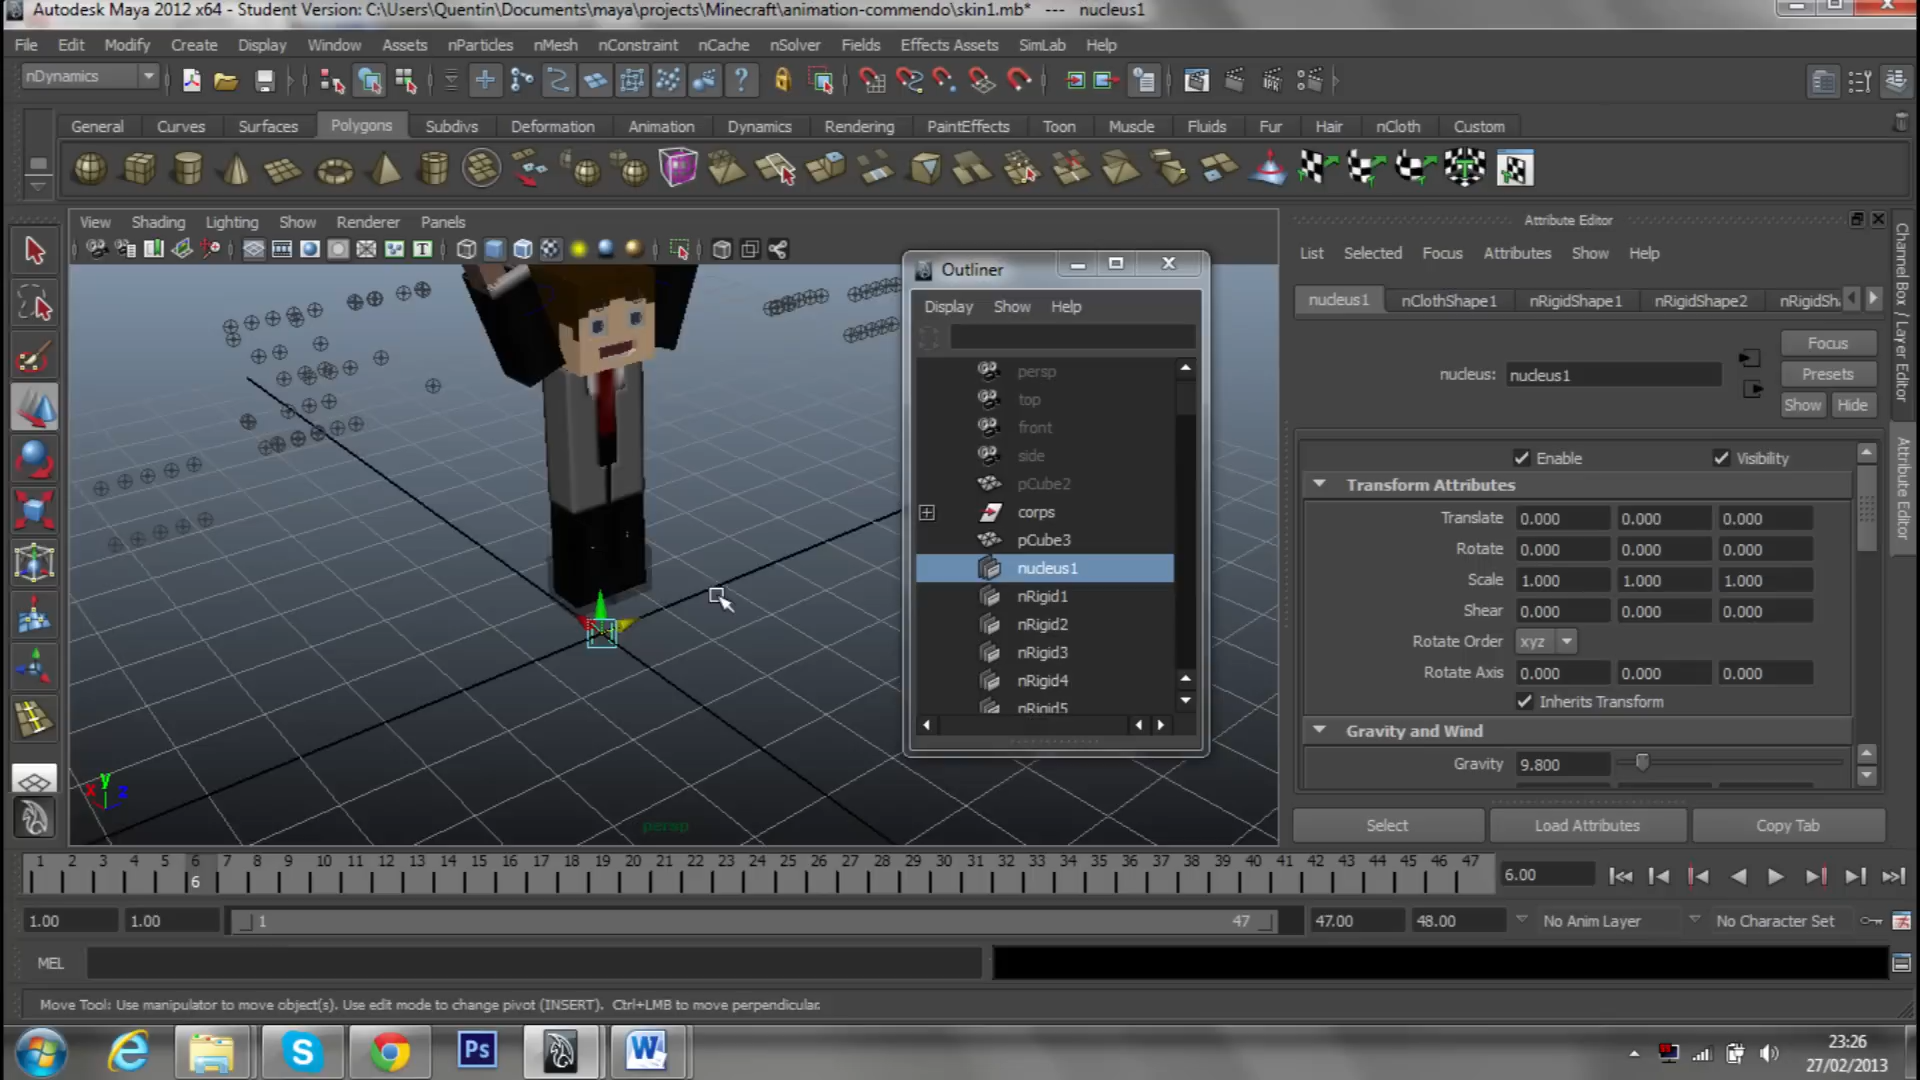 Autodesk Maya 2012 x64 - Student Version: C:\Users\Quentin\Documents\maya\projects\Minecraft\animation-commendo\skin1.mb* --- nucleus1
File Edit Modify Create Display Window Assets nParticles nMesh nConstraint nCache nSolver Fields Effects Assets SimLab Help
nDynamics
General Curves Surfaces Polygons Subdivs Deformation Animation Dynamics Rendering PaintEffects Toon Muscle Fluids Fur Hair nCloth Custom
View Shading Lighting Show Renderer Panels
persp
y
x
z
Outliner
Display Show Help
persp
top
front
side
pCube2
corps
pCube3
nucleus1
nRigid1
nRigid2
nRigid3
nRigid4
nRigid5
Attribute Editor
List Selected Focus Attributes Show Help
nucleus1 nClothShape1 nRigidShape1 nRigidShape2 nRigidSh
Focus
nucleus: nucleus1
Presets
Show Hide
Enable Visibility
Transform Attributes
Translate 0.000 0.000 0.000
Rotate 0.000 0.000 0.000
Scale 1.000 1.000 1.000
Shear 0.000 0.000 0.000
Rotate Order xyz
Rotate Axis 0.000 0.000 0.000
Inherits Transform
Gravity and Wind
Gravity 9.800
Select Load Attributes Copy Tab
Channel Box / Layer Editor
Attribute Editor
1 2 3 4 5 6 7 8 9 10 11 12 13 14 15 16 17 18 19 20 21 22 23 24 25 26 27 28 29 30 31 32 33 34 35 36 37 38 39 40 41 42 43 44 45 46 47
6
6.00
1.00 1.00 1 47 47.00 48.00 No Anim Layer No Character Set
MEL
Move Tool: Use manipulator to move object(s). Use edit mode to change pivot (INSERT). Ctrl+LMB to move perpendicular.
Ps
23:26
27/02/2013